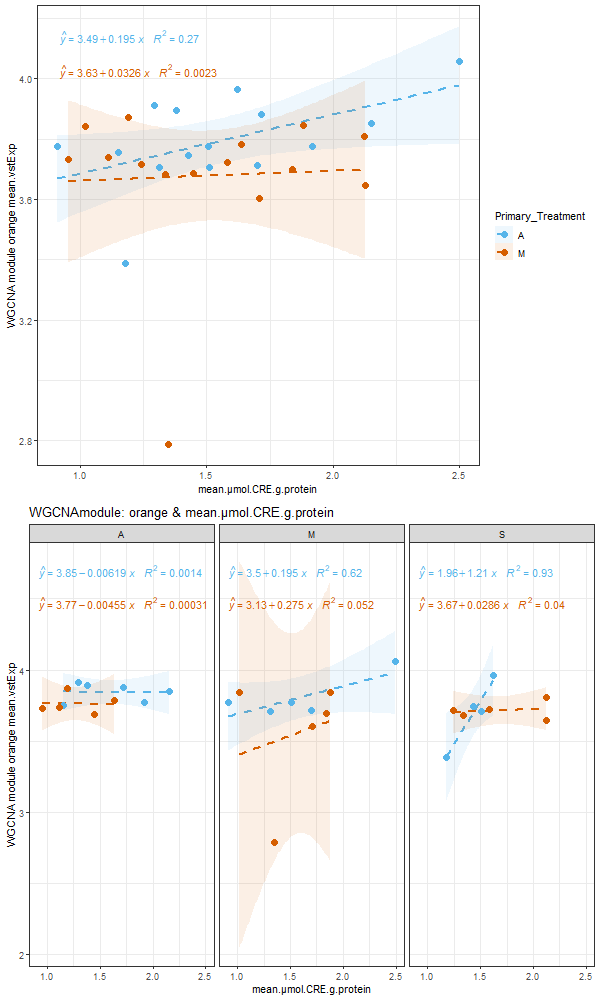 ŷ = 3.49 + 0.195 x R² = 0.27
ŷ = 3.63 + 0.0326 x R² = 0.0023
4.0
3.6
3.2
2.8
WGCNA module orange mean.vstExp
1.0 1.5 2.0 2.5
mean.µmol.CRE.g.protein
Primary_Treatment
A
M
WGCNAmodule: orange & mean.µmol.CRE.g.protein
A M S
ŷ = 3.85 − 0.00619 x R² = 0.0014
ŷ = 3.77 − 0.00455 x R² = 0.00031
ŷ = 3.5 + 0.195 x R² = 0.62
ŷ = 3.13 + 0.275 x R² = 0.052
ŷ = 1.96 + 1.21 x R² = 0.93
ŷ = 3.67 + 0.0286 x R² = 0.04
4
3
2
WGCNA module orange mean.vstExp
1.0 1.5 2.0 2.5 1.0 1.5 2.0 2.5 1.0 1.5 2.0 2.5
mean.µmol.CRE.g.protein